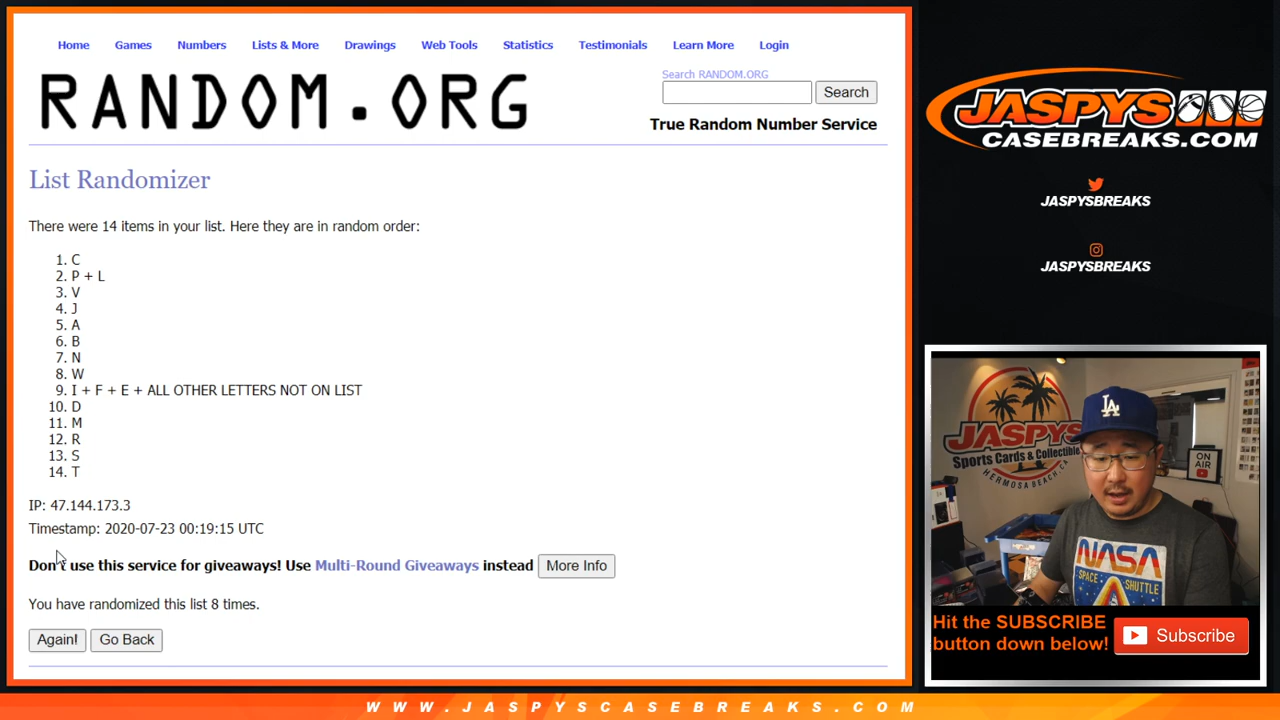 Home Games Numbers Lists & More Drawings Web Tools Statistics Testimonials Learn More Login
RANDOM.ORG
Search RANDOM.ORG
Search
True Random Number Service
List Randomizer
There were 14 items in your list. Here they are in random order:
1. C
2. P + L
3. V
4. J
5. A
6. B
7. N
8. W
9. I + F + E + ALL OTHER LETTERS NOT ON LIST
10. D
11. M
12. R
13. S
14. T
IP: 47.144.173.3
Timestamp: 2020-07-23 00:19:15 UTC
Don't use this service for giveaways! Use Multi-Round Giveaways instead More Info
You have randomized this list 8 times.
Again! Go Back
JASPYS
CASEBREAKS.COM
JASPYSBREAKS
JASPYSBREAKS
JASPYS
Sports Cards & Collectible
HERMOSA BEACH, CA
ON
AIR
LA
NASA
SPACE SHUTTLE
Hit the SUBSCRIBE
button down below!
Subscribe
WWW.JASPYSCASEBREAKS.COM